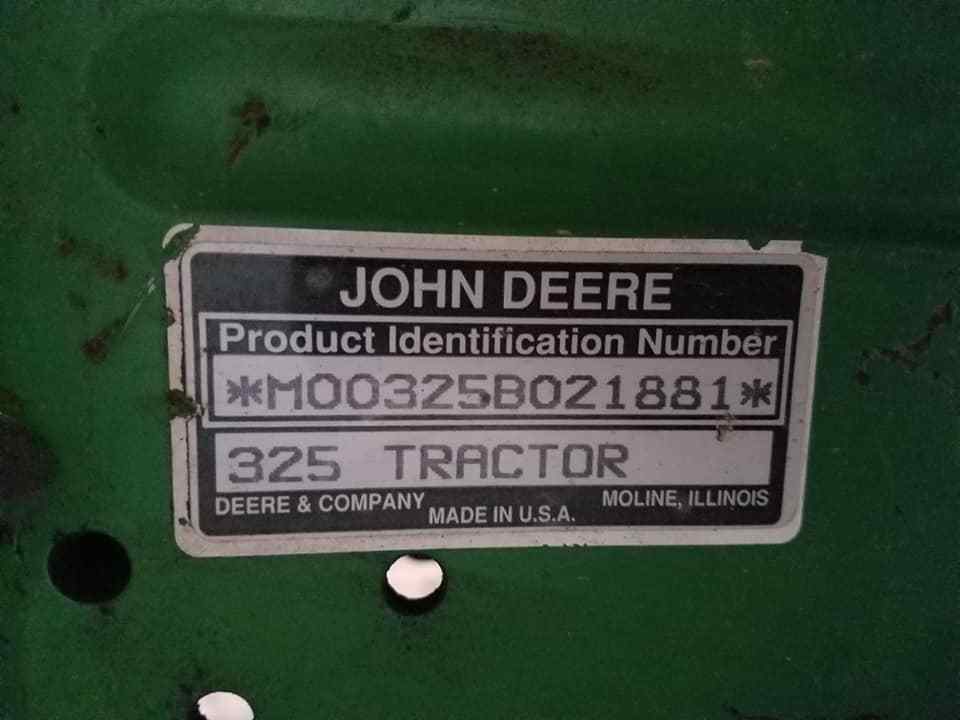 JOHN DEERE
Product Identification Number
*M00325B021881*
325 TRACTOR
DEERE & COMPANY MOLINE, ILLINOIS
MADE IN U.S.A.